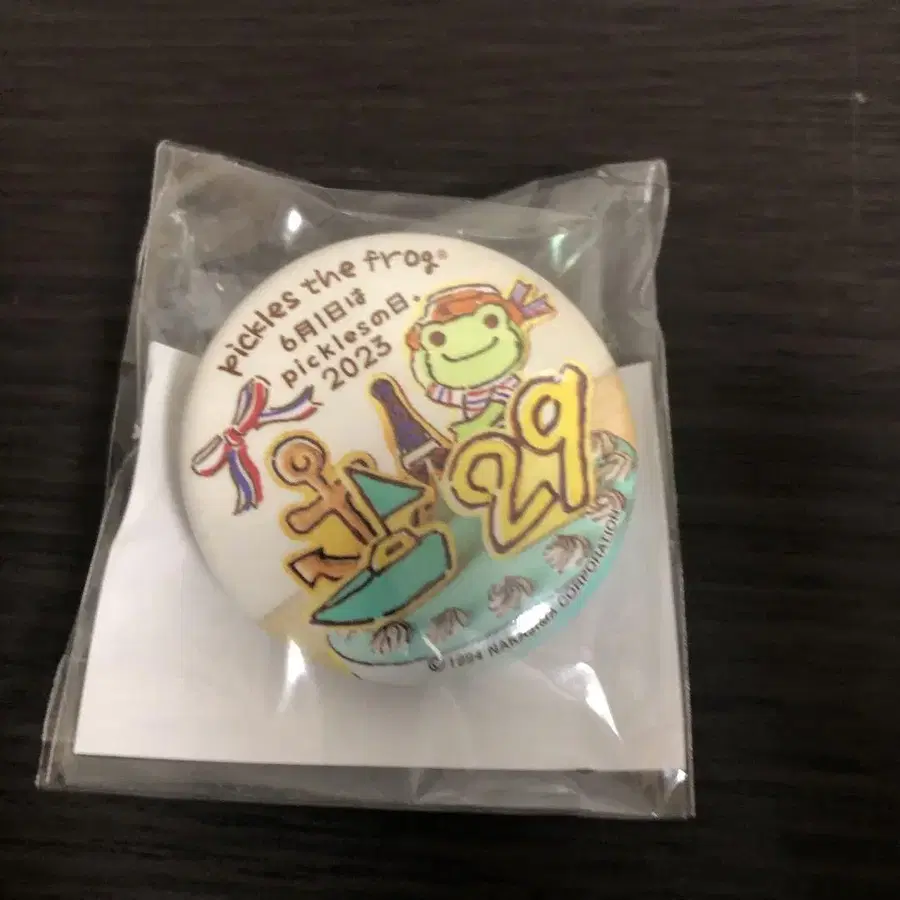 pickles the frog®
6月1日は
picklesの日。
2023
29
© 1994 NAKAJIMA CORPORATION